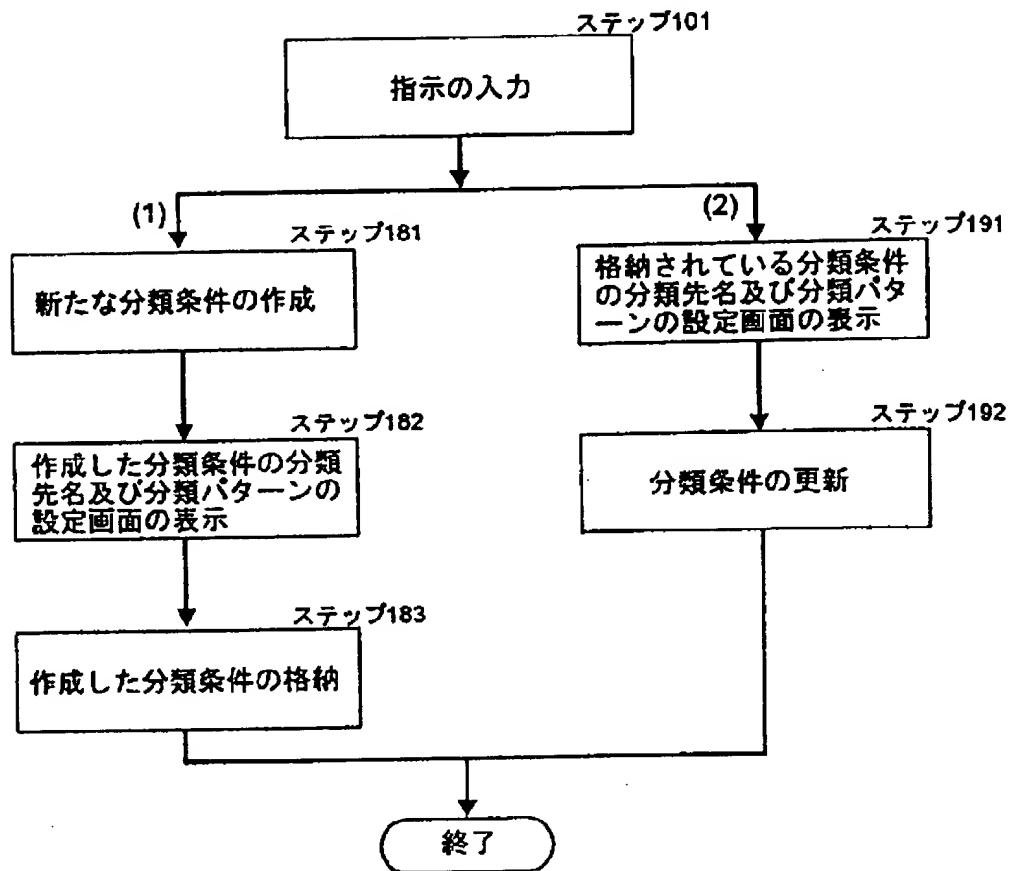 ステップ101
指示の入力
(1)
ステップ181
新たな分類条件の作成
ステップ182
作成した分類条件の分類
先名及び分類パターンの
設定画面の表示
ステップ183
作成した分類条件の格納
(2)
ステップ191
格納されている分類条件
の分類先名及び分類パタ
ーンの設定画面の表示
ステップ192
分類条件の更新
終了